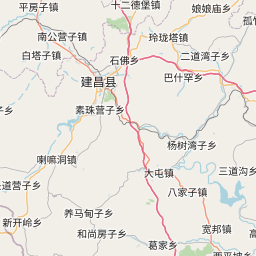 平房子镇
十二德堡镇
娘娘庙乡
南公营子镇
玲珑塔镇
白塔子镇
石佛乡
二道湾子乡
建昌县
巴什罕乡
素珠营子乡
杨树湾子乡
喇嘛洞镇
大屯镇
三道沟乡
道营子乡
八家子镇
养马甸子乡
新开岭乡
和尚房子乡
宽邦镇
葛家乡